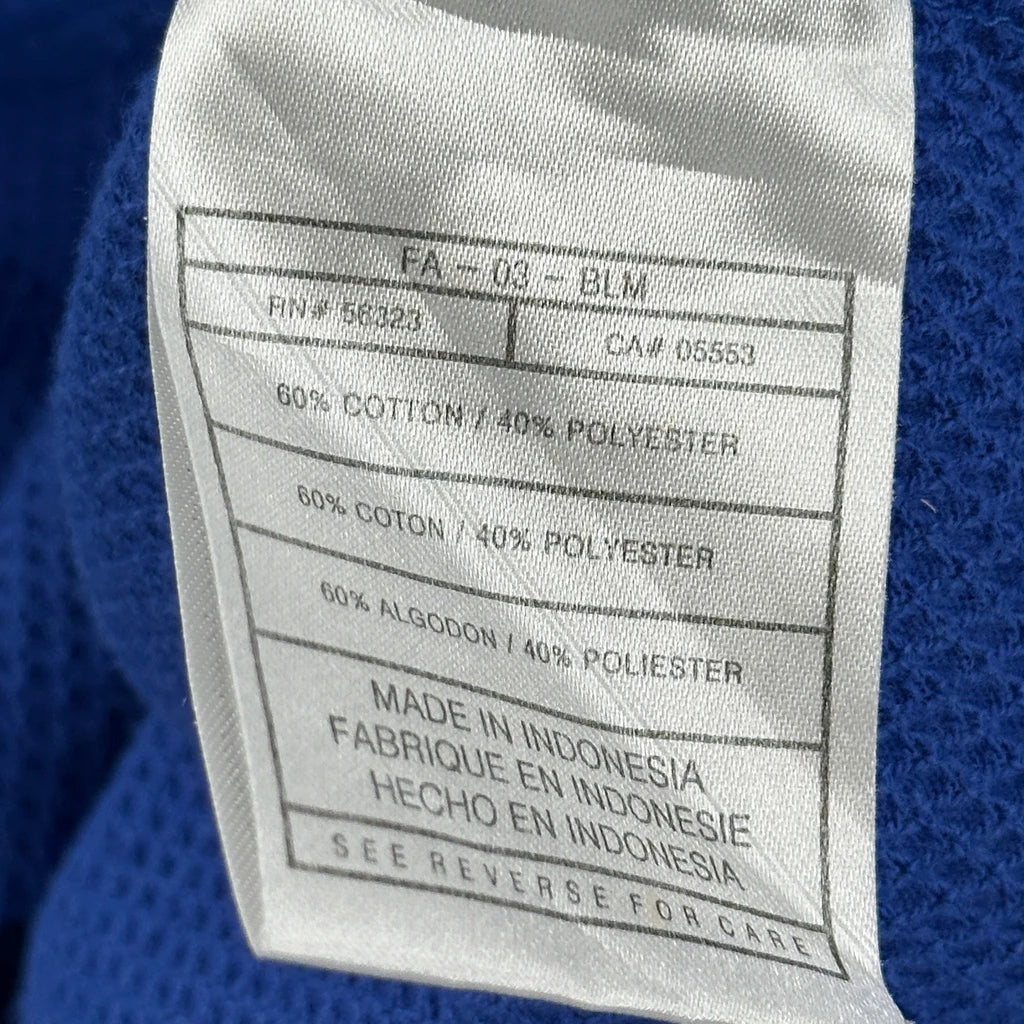 FA - 03 - BLM
RN# 56323
CA# 05553
60% COTTON / 40% POLYESTER
60% COTON / 40% POLYESTER
60% ALGODON / 40% POLIESTER
MADE IN INDONESIA
FABRIQUE EN INDONESIE
HECHO EN INDONESIA
SEE REVERSE FOR CARE